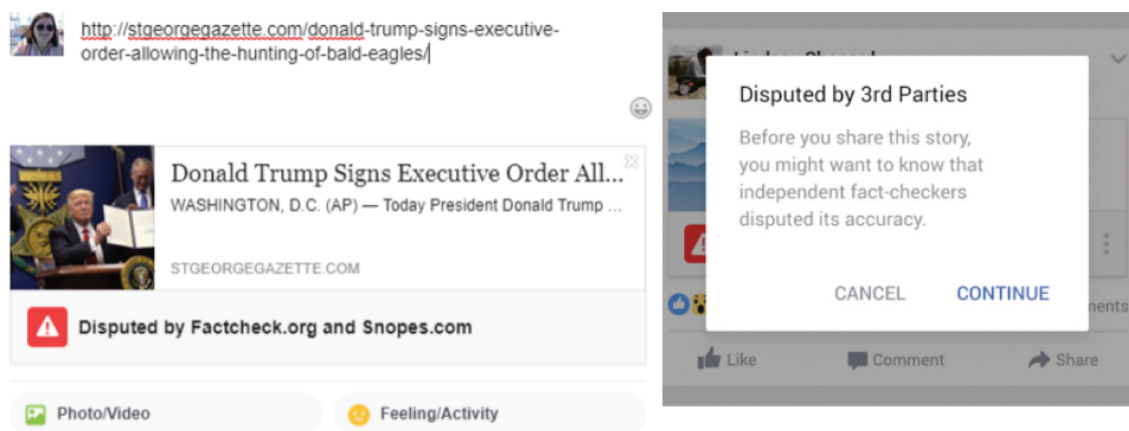 http://stgeorgegazette.com/donald-trump-signs-executive-
order-allowing-the-hunting-of-bald-eagles/
Donald Trump Signs Executive Order All...
WASHINGTON, D.C. (AP) — Today President Donald Trump ...
STGEORGEGAZETTE.COM
Disputed by Factcheck.org and Snopes.com
Photo/Video
Feeling/Activity
Disputed by 3rd Parties
Before you share this story,
you might want to know that
independent fact-checkers
disputed its accuracy.
CANCEL CONTINUE
Like Comment Share